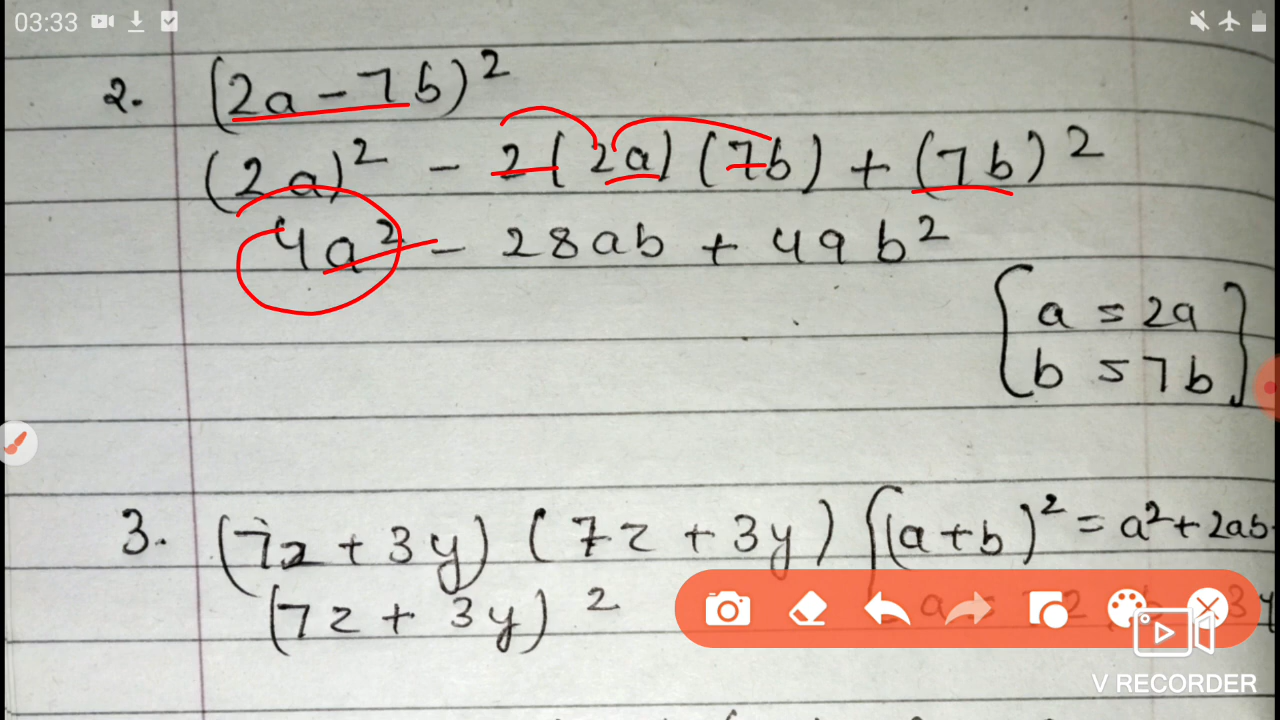 03:33
2. (2a - 7b)²
(2a)² - 2(2a)(7b) + (7b)²
4a² - 28ab + 49b²
a = 2a
b = 7b
3. (7z + 3y) (7z + 3y) [(a+b)² = a² + 2ab
(7z + 3y)²
V RECORDER